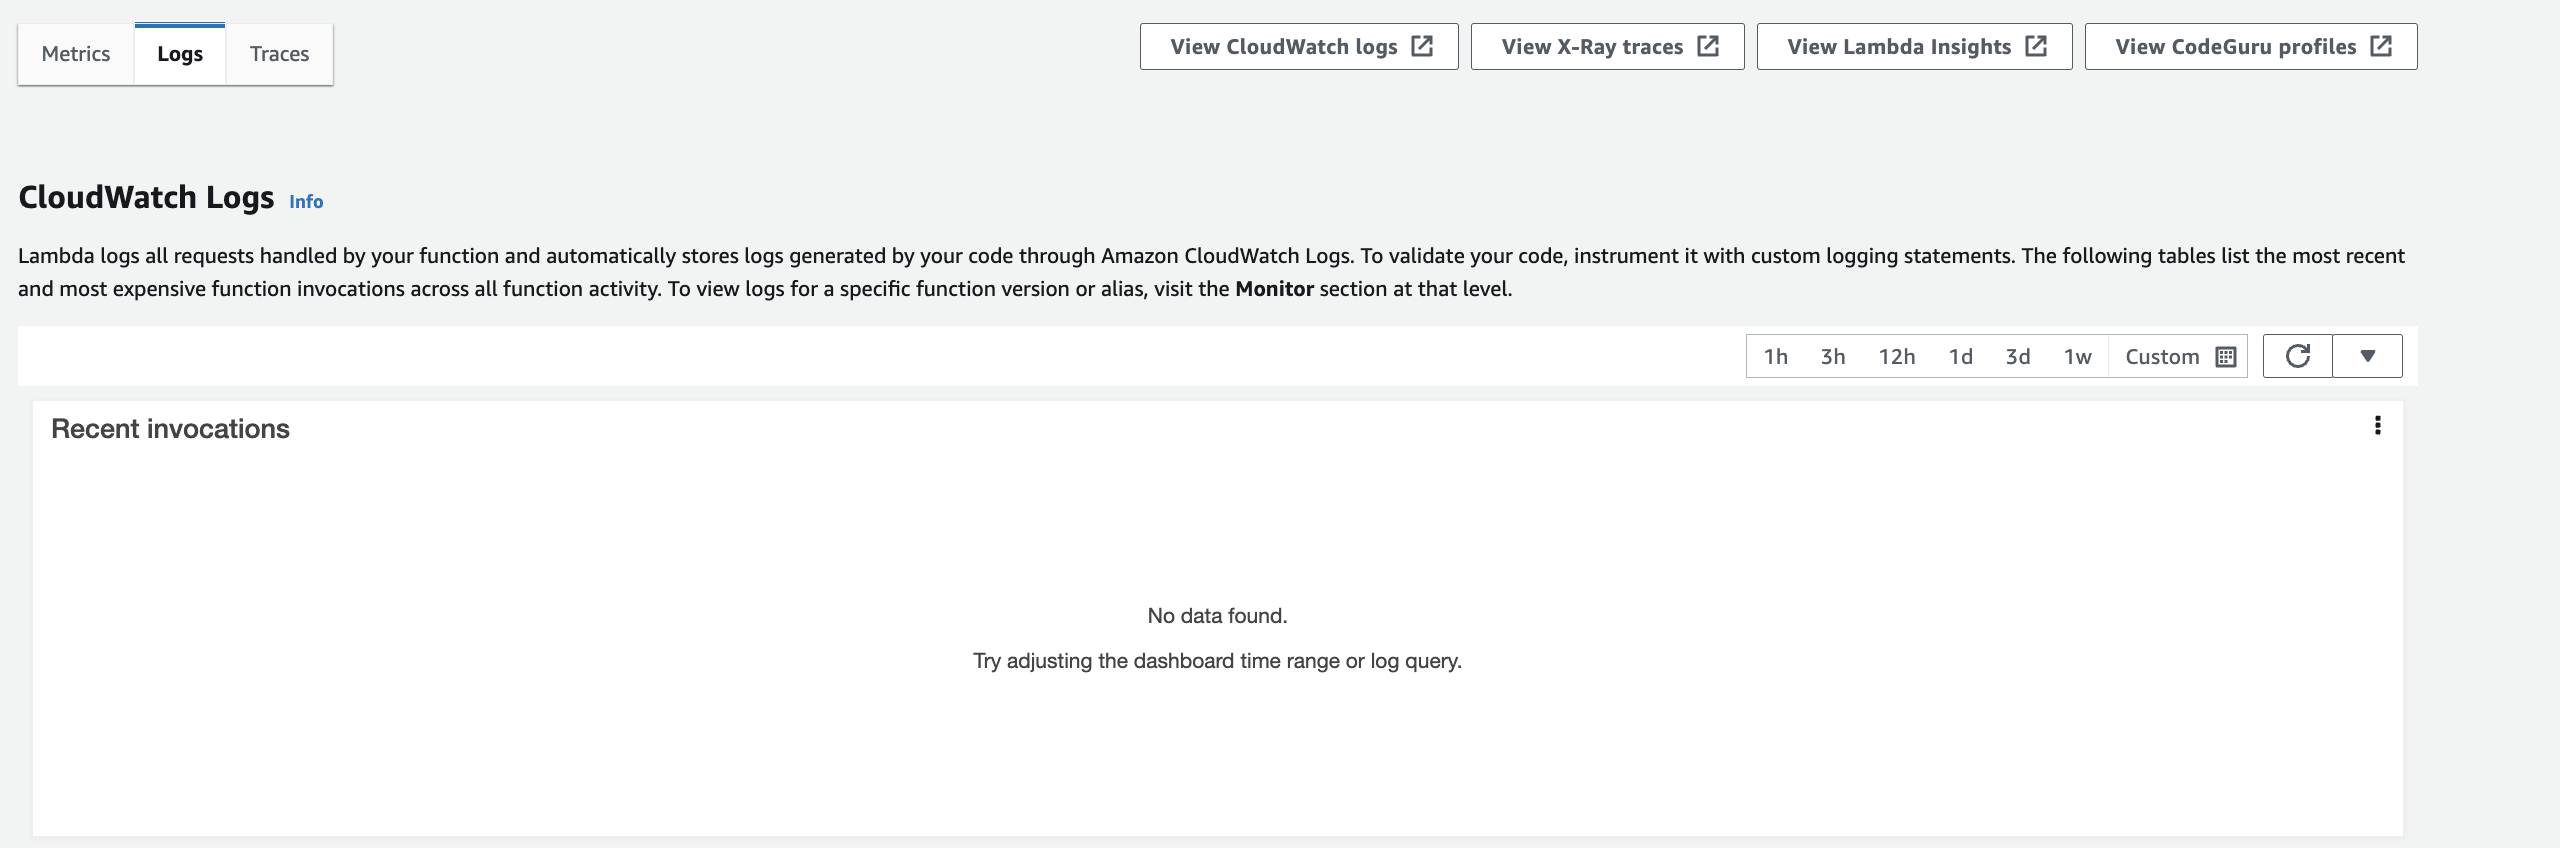 Metrics Logs Traces View CloudWatch logs View X-Ray traces View Lambda Insights View CodeGuru profiles
CloudWatch Logs Info
Lambda logs all requests handled by your function and automatically stores logs generated by your code through Amazon CloudWatch Logs. To validate your code, instrument it with custom logging statements. The following tables list the most recent
and most expensive function invocations across all function activity. To view logs for a specific function version or alias, visit the Monitor section at that level.
1h 3h 12h 1d 3d 1w Custom
Recent invocations
No data found.
Try adjusting the dashboard time range or log query.